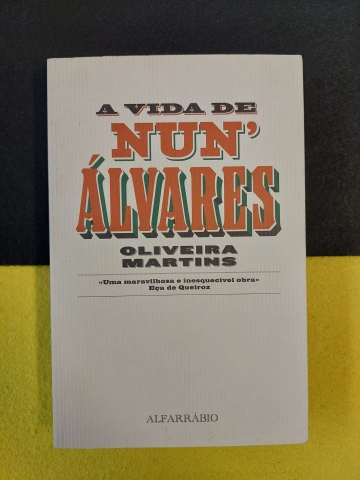 A VIDA DE
NUN'
ÁLVARES
OLIVEIRA
MARTINS
«Uma maravilhosa e inesquecível obra»
Eça de Queiroz
ALFARRÁBIO